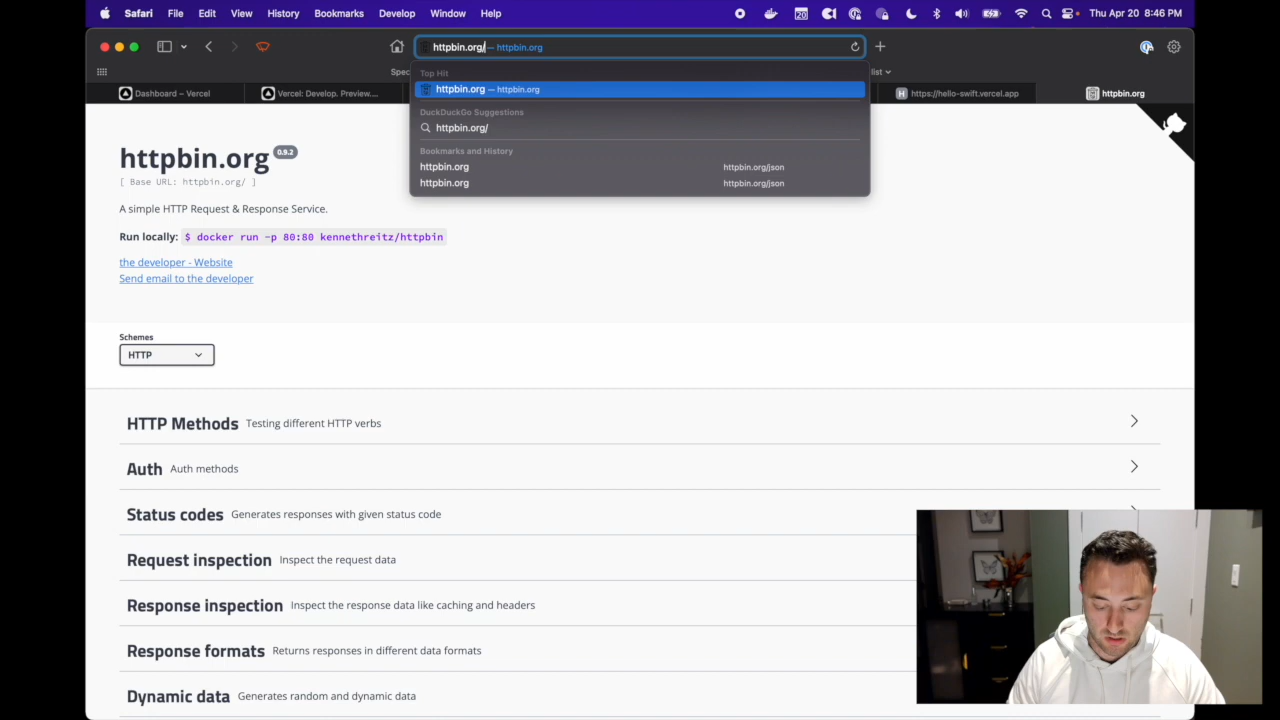 Safari File Edit View History Bookmarks Develop Window Help 20 Thu Apr 20 8:46 PM
httpbin.org/ — httpbin.org
Spec
list
Top Hit
httpbin.org — httpbin.org
DuckDuckGo Suggestions
httpbin.org/
Bookmarks and History
httpbin.org httpbin.org/json
httpbin.org httpbin.org/json
Dashboard – Vercel
Vercel: Develop. Preview....
H https://hello-swift.vercel.app
httpbin.org
httpbin.org 0.9.2
[ Base URL: httpbin.org/ ]
A simple HTTP Request & Response Service.
Run locally: $ docker run -p 80:80 kennethreitz/httpbin
the developer - Website
Send email to the developer
Schemes
HTTP
HTTP Methods Testing different HTTP verbs
Auth Auth methods
Status codes Generates responses with given status code
Request inspection Inspect the request data
Response inspection Inspect the response data like caching and headers
Response formats Returns responses in different data formats
Dynamic data Generates random and dynamic data